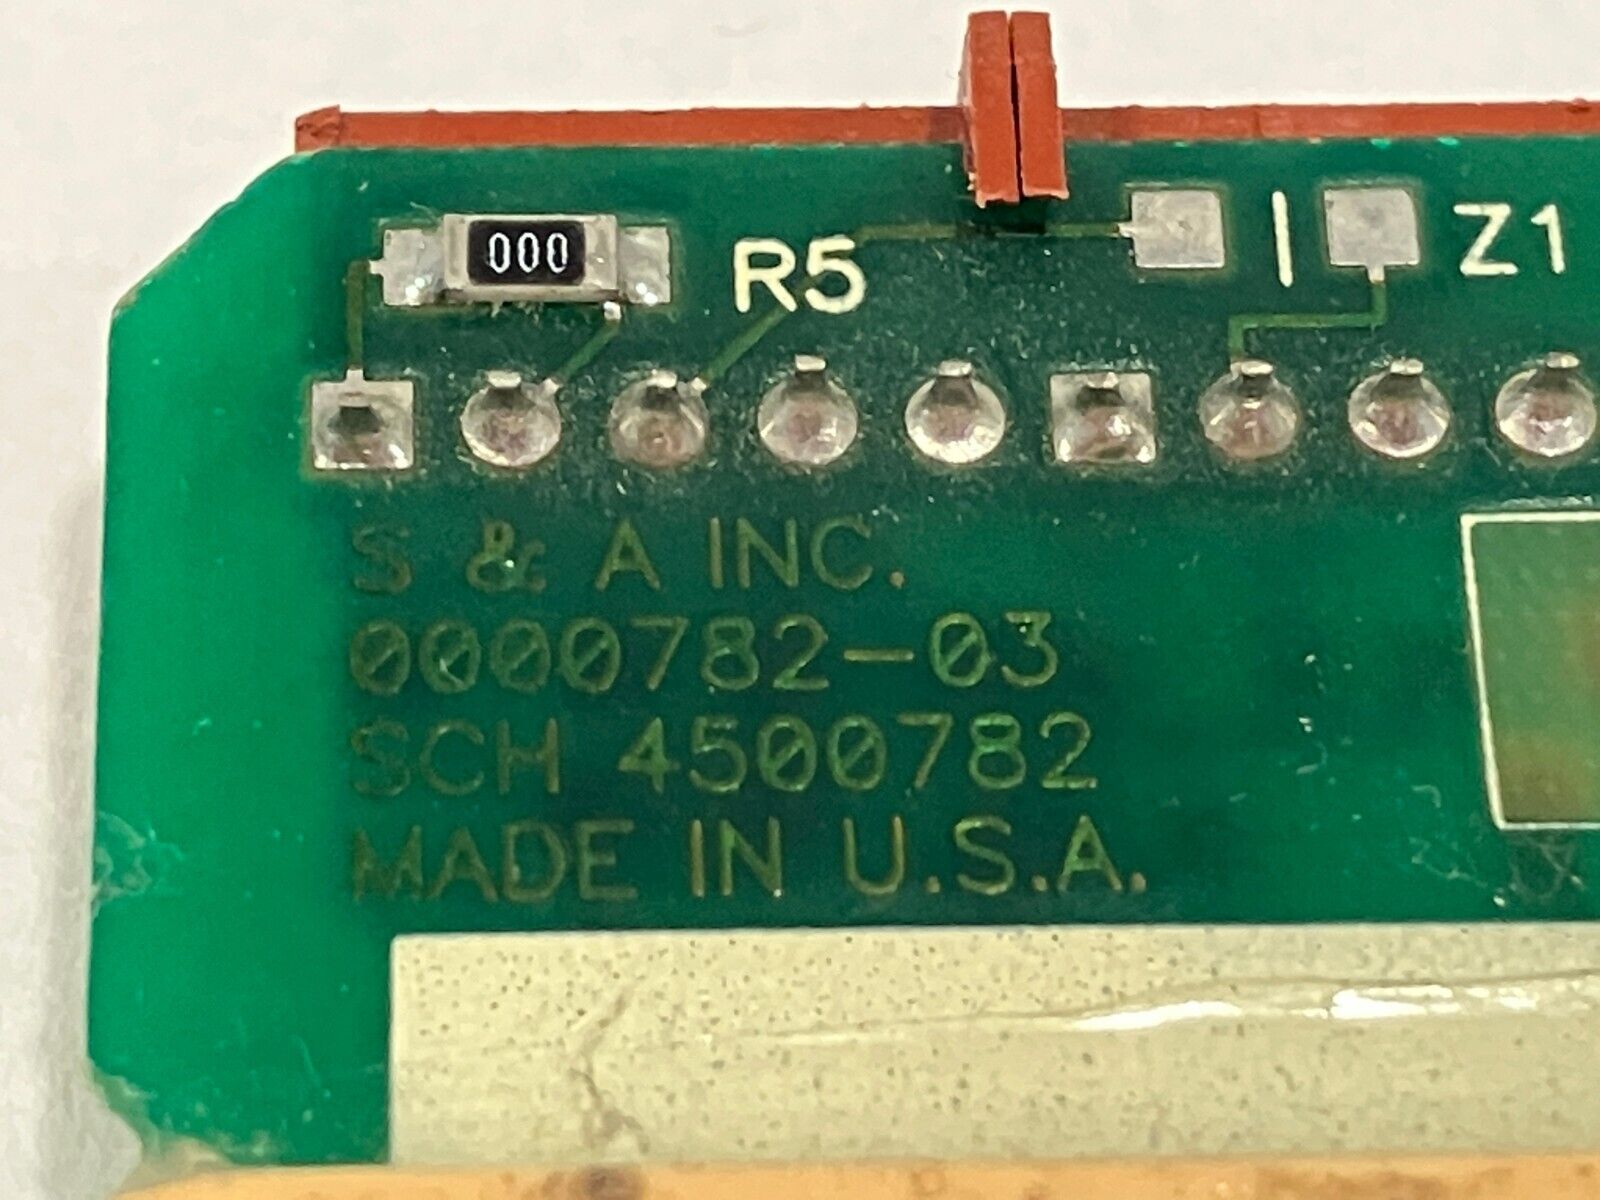 000 R5 Z1
S & A INC.
0000782-03
SCH 4500782
MADE IN U.S.A.